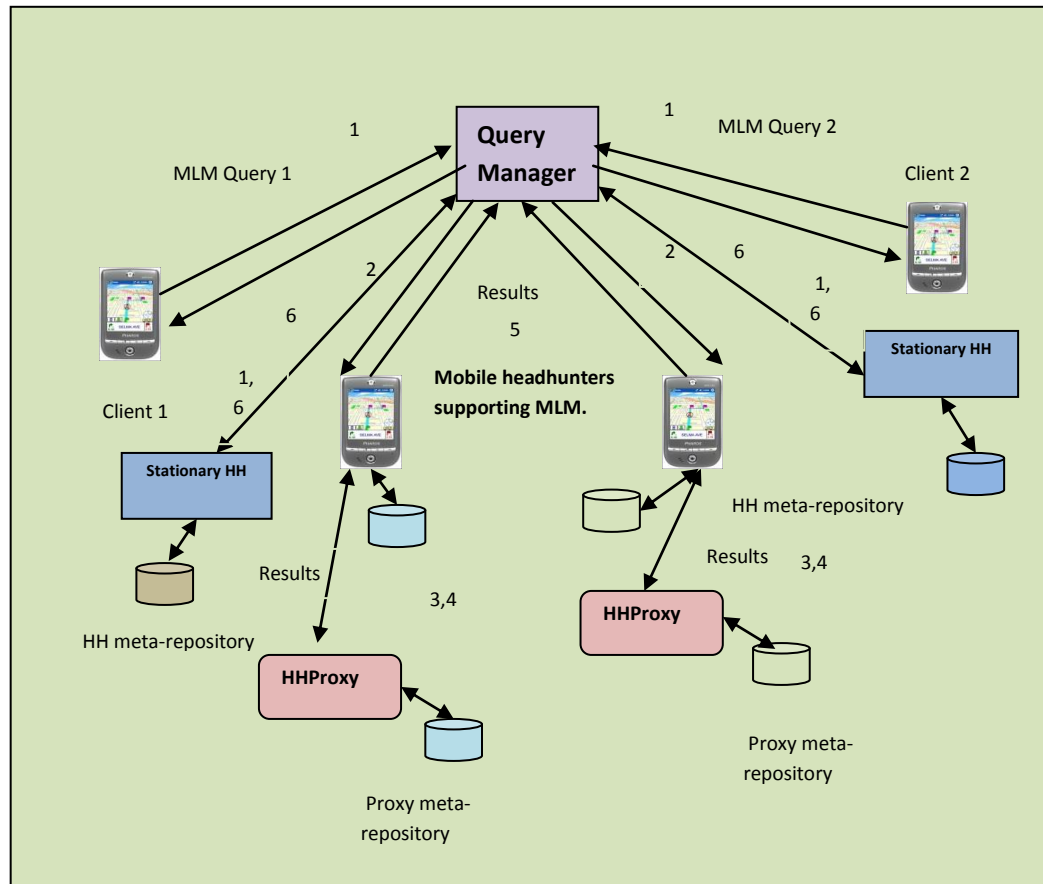 1
1
Query
Manager
MLM Query 2
MLM Query 1
Client 2
2
2
6
Results
1,
6
6
5
Stationary HH
Mobile headhunters
supporting MLM.
1,
6
Client 1
Stationary HH
HH meta-repository
Results
3,4
Results
3,4
HHProxy
HH meta-repository
HHProxy
Proxy meta-
repository
Proxy meta-
repository